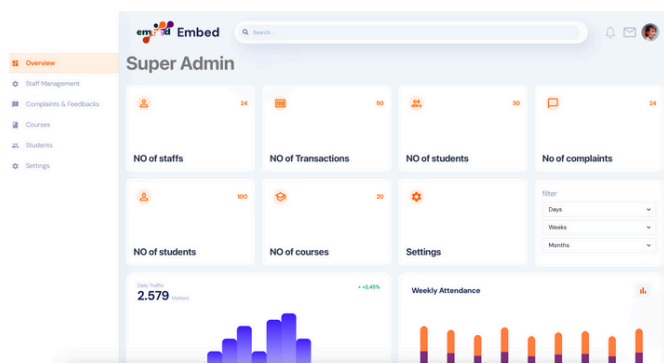 embed Embed
Search...
Overview
Staff Management
Complaints & Feedbacks
Courses
Students
Settings
Super Admin
24
NO of staffs
50
NO of Transactions
30
NO of students
24
No of complaints
100
NO of students
20
NO of courses
Settings
filter
Days
Weeks
Months
Daily Traffic
2.579 Visitors
+2.45%
Weekly Attendance